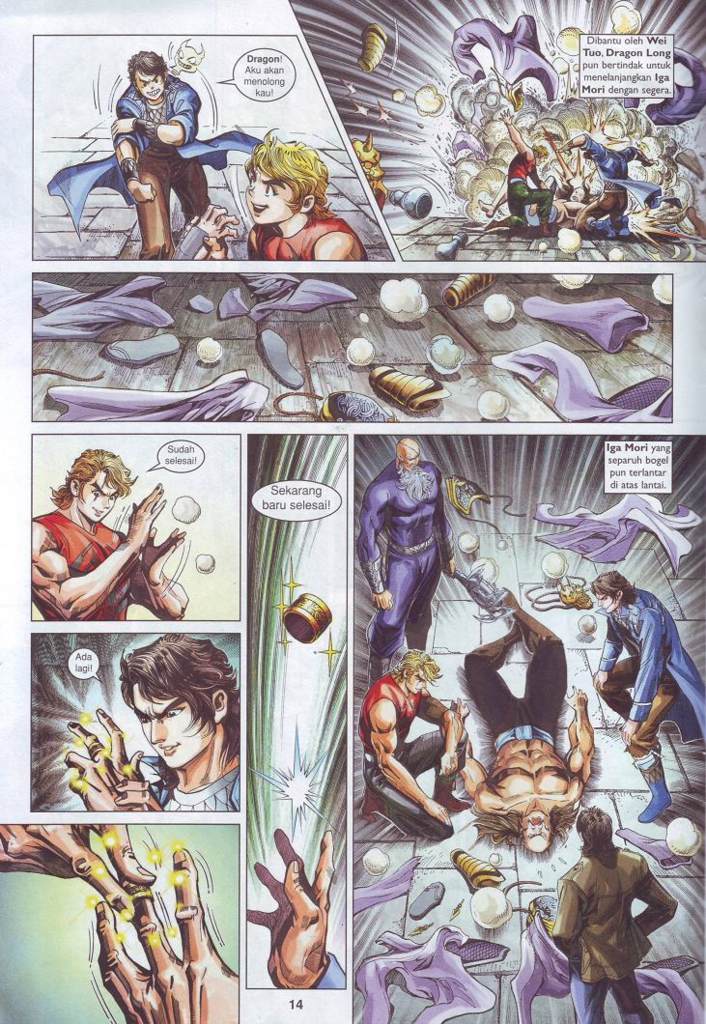 Dragon!
Aku akan
menolong
kau!
Dibantu oleh Wei
Tuo, Dragon Long
pun bertindak untuk
menelanjangkan Iga
Mori dengan segera.
Sudah
selesai!
Ada
lagi!
Sekarang
baru selesai!
Iga Mori yang
separuh bogel
pun terlantar
di atas lantai.
14